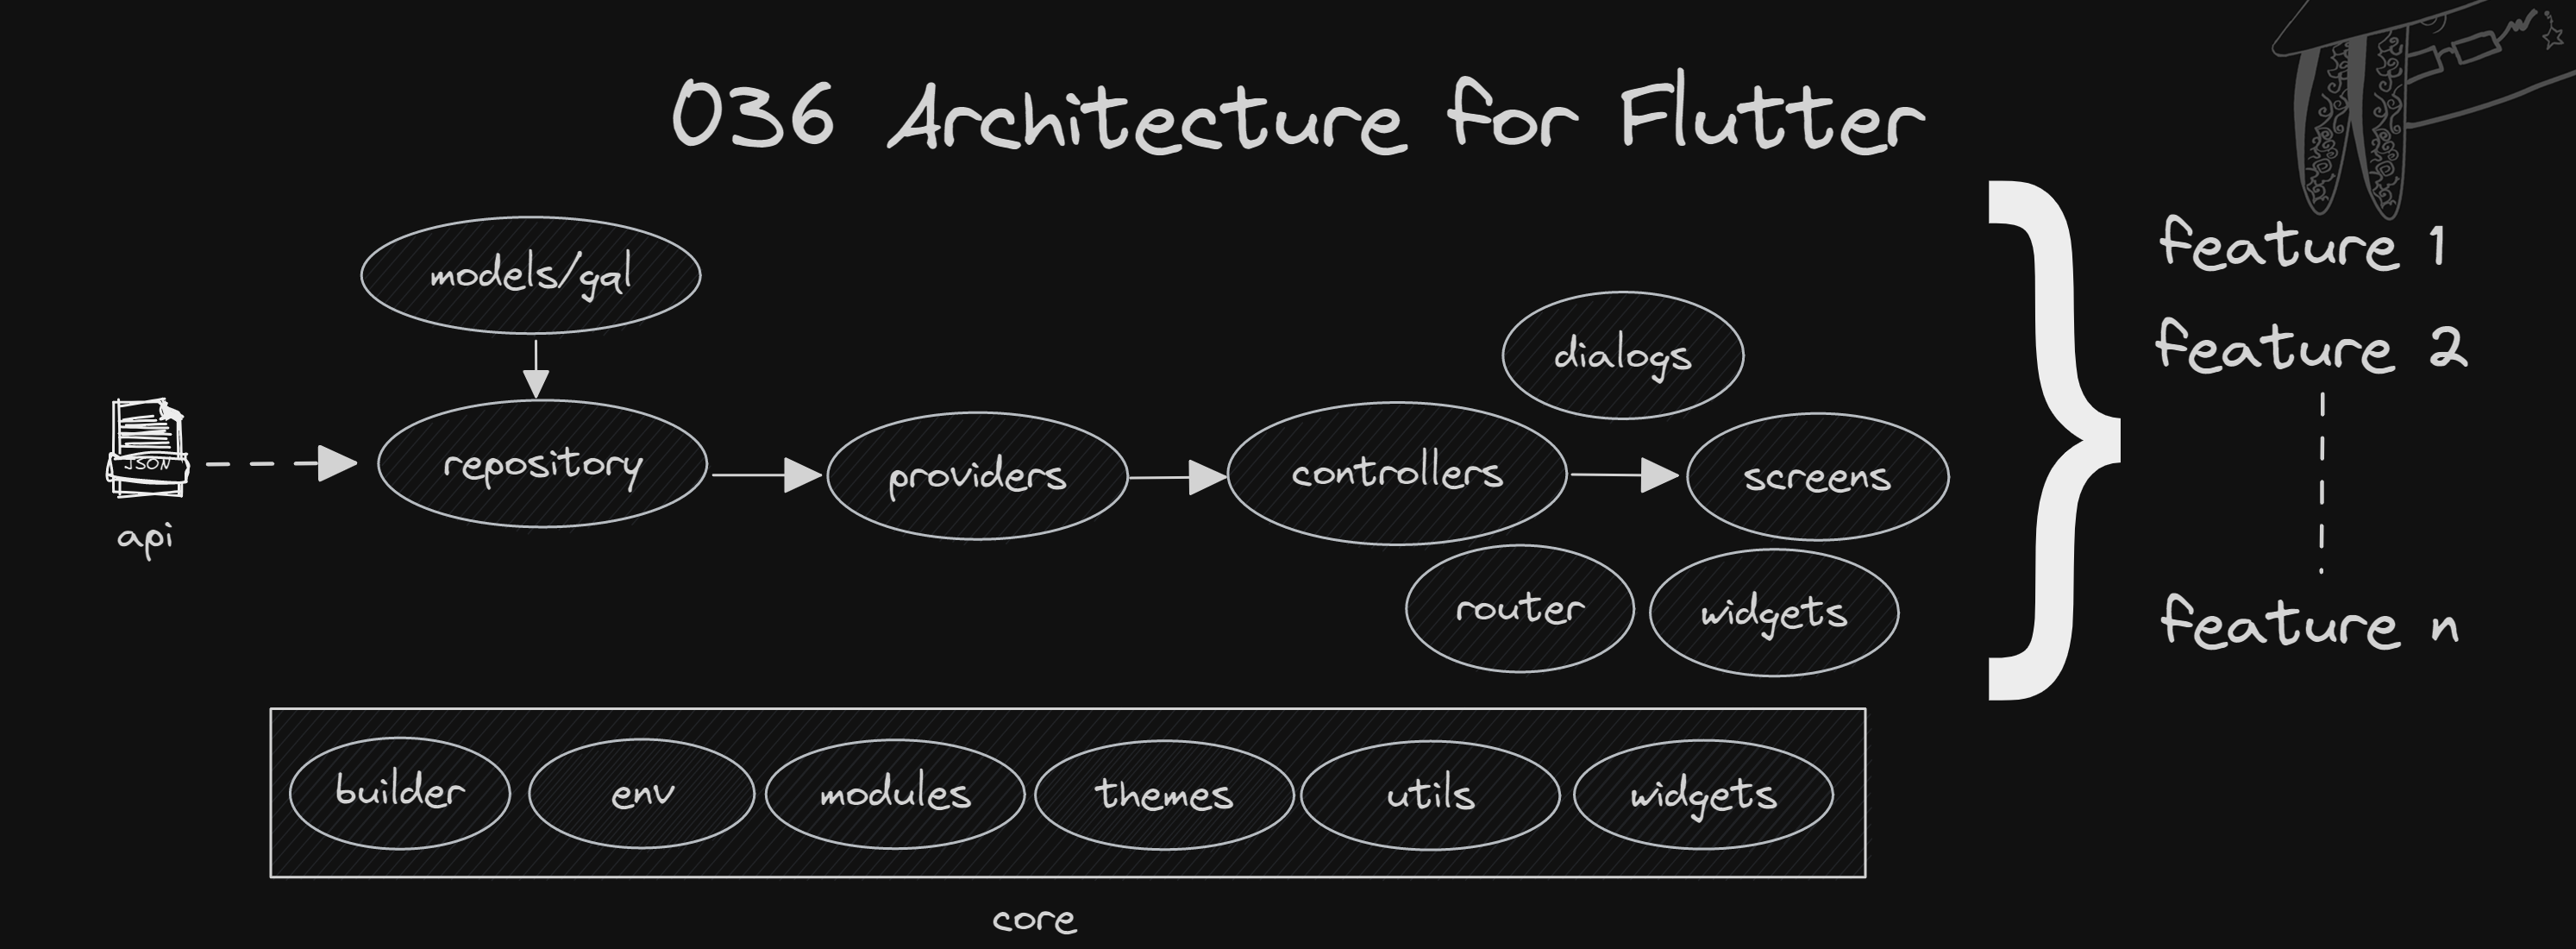 036 Architecture for Flutter
models/gal
dialogs
JSON
api
repository
providers
controllers
screens
router
widgets
feature 1
feature 2
feature n
builder
env
modules
themes
utils
widgets
core